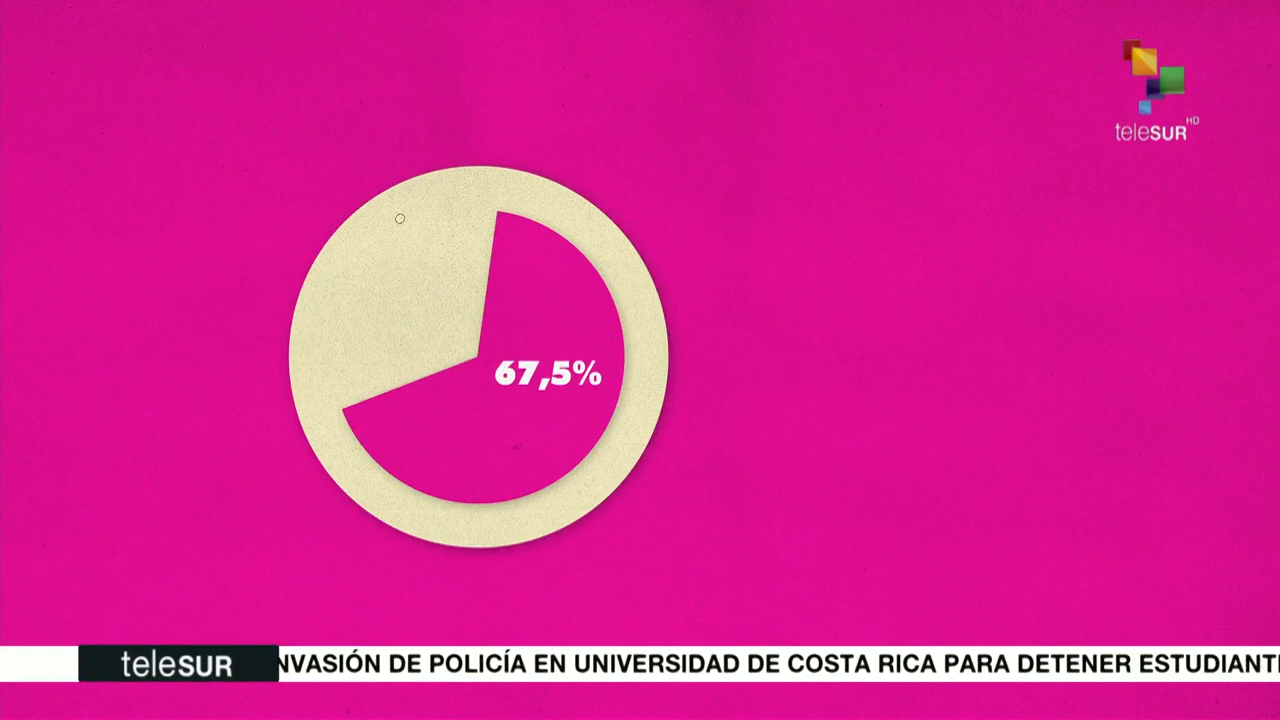 HD
teleSUR
67,5%
teleSUR
NVASIÓN DE POLICÍA EN UNIVERSIDAD DE COSTA RICA PARA DETENER ESTUDIANT